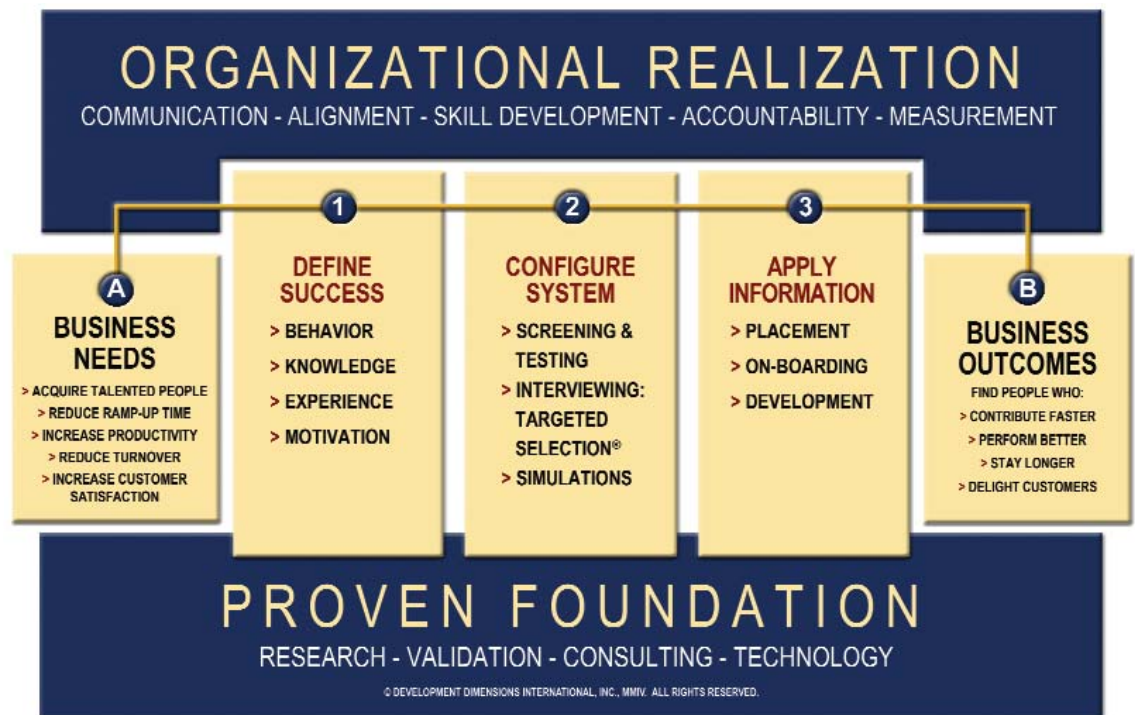 ORGANIZATIONAL REALIZATION
COMMUNICATION - ALIGNMENT - SKILL DEVELOPMENT - ACCOUNTABILITY - MEASUREMENT
A
BUSINESS
NEEDS
> ACQUIRE TALENTED PEOPLE
> REDUCE RAMP-UP TIME
> INCREASE PRODUCTIVITY
> REDUCE TURNOVER
> INCREASE CUSTOMER
SATISFACTION
1
DEFINE
SUCCESS
> BEHAVIOR
> KNOWLEDGE
> EXPERIENCE
> MOTIVATION
2
CONFIGURE
SYSTEM
> SCREENING &
TESTING
> INTERVIEWING:
TARGETED
SELECTION®
> SIMULATIONS
3
APPLY
INFORMATION
> PLACEMENT
> ON-BOARDING
> DEVELOPMENT
B
BUSINESS
OUTCOMES
FIND PEOPLE WHO:
> CONTRIBUTE FASTER
> PERFORM BETTER
> STAY LONGER
> DELIGHT CUSTOMERS
PROVEN FOUNDATION
RESEARCH - VALIDATION - CONSULTING - TECHNOLOGY
© DEVELOPMENT DIMENSIONS INTERNATIONAL, INC., MMIV. ALL RIGHTS RESERVED.